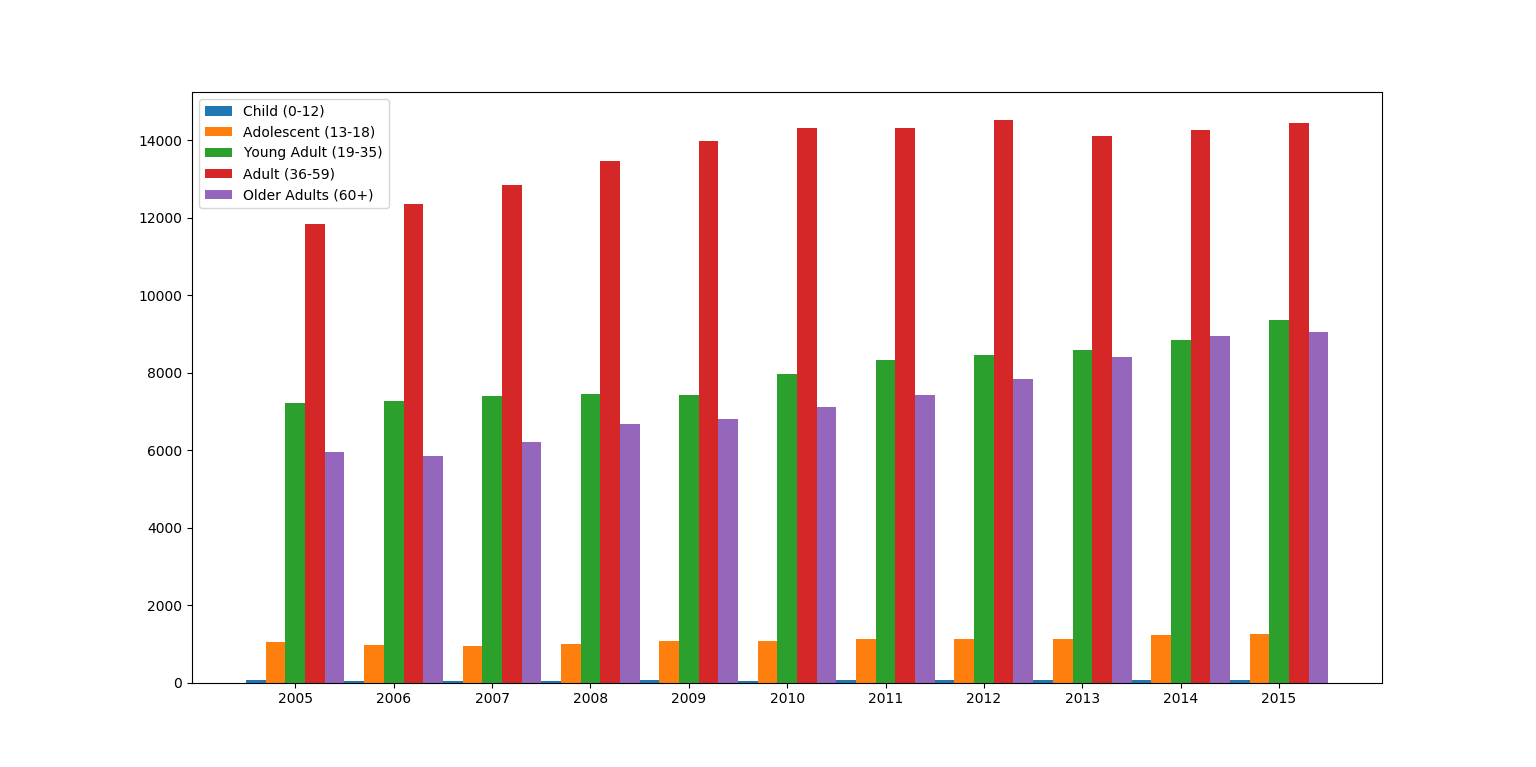 Child (0-12)
Adolescent (13-18)
Young Adult (19-35)
Adult (36-59)
Older Adults (60+)
14000
12000
10000
8000
6000
4000
2000
0
2005 2006 2007 2008 2009 2010 2011 2012 2013 2014 2015